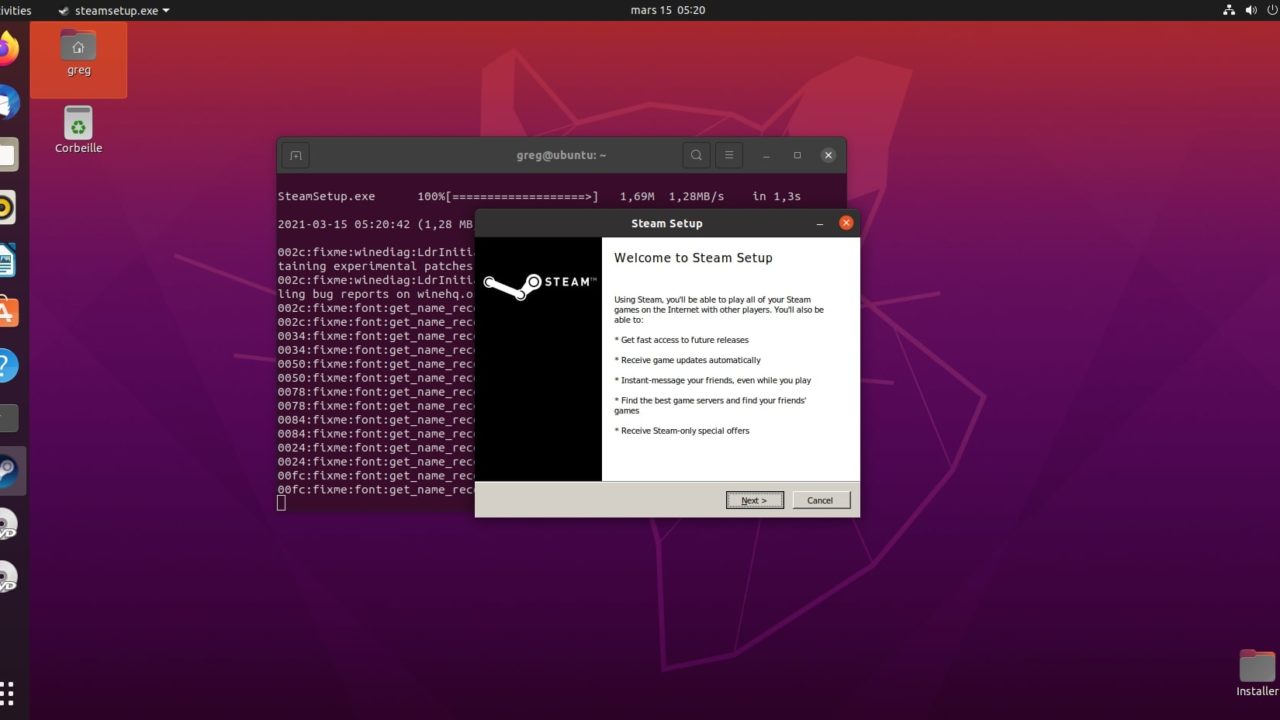 ivities
steamsetup.exe
mars 15 05:20
greg
Corbeille
greg@ubuntu: ~
SteamSetup.exe 100%[===================>] 1,69M 1,28MB/s in 1,3s
2021-03-15 05:20:42 (1,28 MB
002c:fixme:winediag:LdrIniti
taining experimental patches
002c:fixme:winediag:LdrIniti
ling bug reports on winehq.o
002c:fixme:font:get_name_rec
002c:fixme:font:get_name_rec
0034:fixme:font:get_name_rec
0034:fixme:font:get_name_rec
0050:fixme:font:get_name_rec
0050:fixme:font:get_name_rec
0078:fixme:font:get_name_rec
0078:fixme:font:get_name_rec
0084:fixme:font:get_name_rec
0084:fixme:font:get_name_rec
0024:fixme:font:get_name_rec
0024:fixme:font:get_name_rec
00fc:fixme:font:get_name_rec
00fc:fixme:font:get_name_rec
Steam Setup
STEAM™
Welcome to Steam Setup
Using Steam, you'll be able to play all of your Steam
games on the Internet with other players. You'll also be
able to:
* Get fast access to future releases
* Receive game updates automatically
* Instant-message your friends, even while you play
* Find the best game servers and find your friends'
games
* Receive Steam-only special offers
Next >
Cancel
Installer